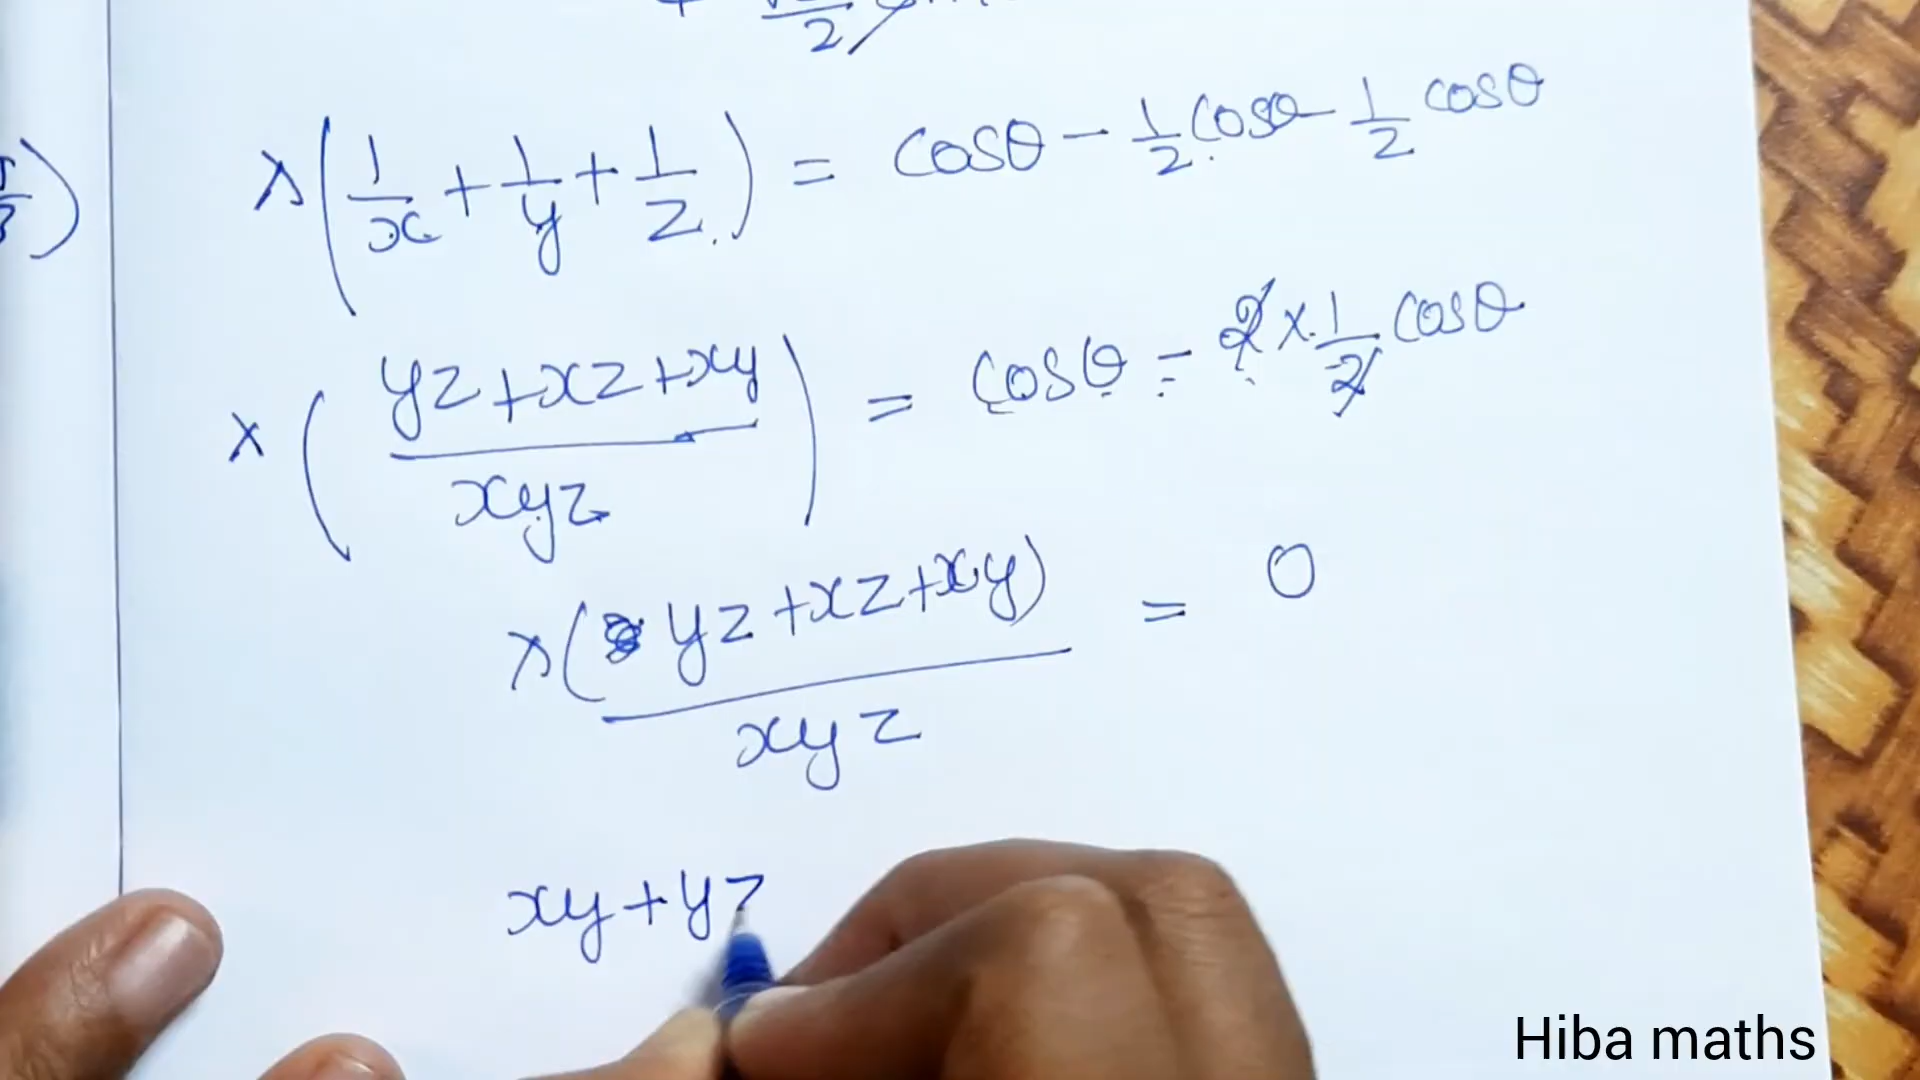 λ(1/x + 1/y + 1/z) = cosθ − 1/2 cosθ − 1/2 cosθ
λ((yz + xz + xy)/xyz) = cosθ − 2 × 1/2 cosθ
λ(yz + xz + xy)/xyz = 0
xy + yz
Hiba maths